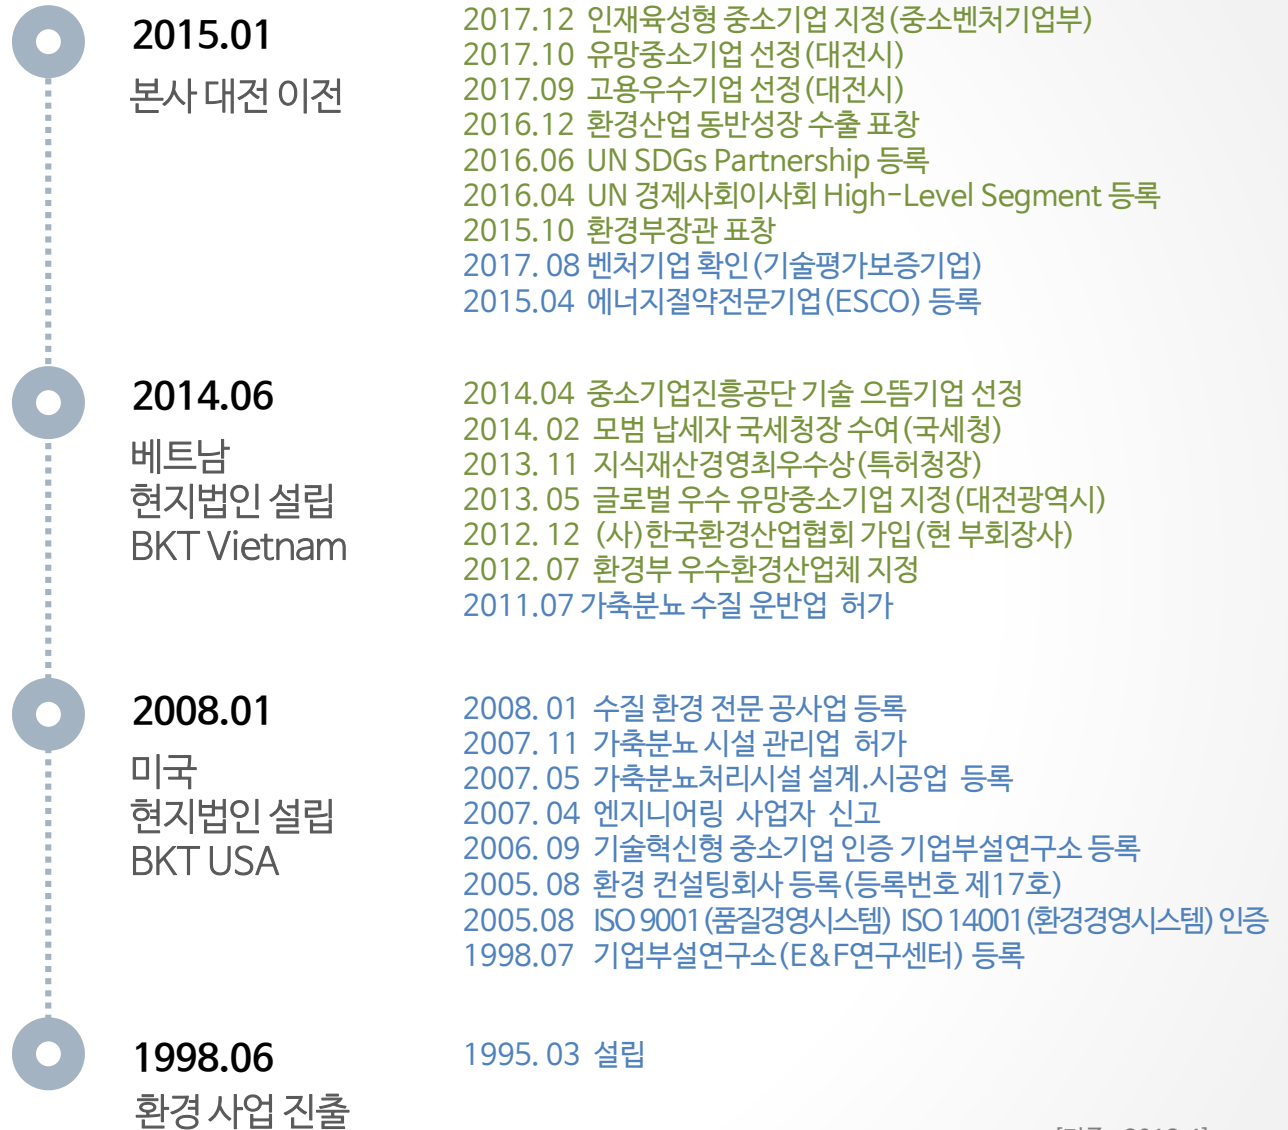 2015.01
본사 대전 이전
2017.12 인재육성형 중소기업 지정(중소벤처기업부)
2017.10 유망중소기업 선정(대전시)
2017.09 고용우수기업 선정(대전시)
2016.12 환경산업 동반성장 수출 표창
2016.06 UN SDGs Partnership 등록
2016.04 UN 경제사회이사회 High-Level Segment 등록
2015.10 환경부장관 표창
2017. 08 벤처기업 확인(기술평가보증기업)
2015.04 에너지절약전문기업(ESCO) 등록
2014.06
베트남
현지법인 설립
BKT Vietnam
2014.04 중소기업진흥공단 기술 으뜸기업 선정
2014. 02 모범 납세자 국세청장 수여(국세청)
2013. 11 지식재산경영최우수상(특허청장)
2013. 05 글로벌 우수 유망중소기업 지정(대전광역시)
2012. 12 (사)한국환경산업협회 가입(현 부회장사)
2012. 07 환경부 우수환경산업체 지정
2011.07 가축분뇨 수질 운반업 허가
2008.01
미국
현지법인 설립
BKT USA
2008. 01 수질 환경 전문 공사업 등록
2007. 11 가축분뇨 시설 관리업 허가
2007. 05 가축분뇨처리시설 설계.시공업 등록
2007. 04 엔지니어링 사업자 신고
2006. 09 기술혁신형 중소기업 인증 기업부설연구소 등록
2005. 08 환경 컨설팅회사 등록(등록번호 제17호)
2005.08 ISO 9001(품질경영시스템) ISO 14001(환경경영시스템) 인증
1998.07 기업부설연구소(E&F연구센터) 등록
1998.06
환경 사업 진출
1995. 03 설립